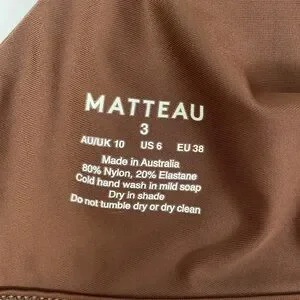 MATTEAU
3
AU/UK 10 US 6 EU 38
Made in Australia
80% Nylon, 20% Elastane
Cold hand wash in mild soap
Dry in shade
Do not tumble dry or dry clean